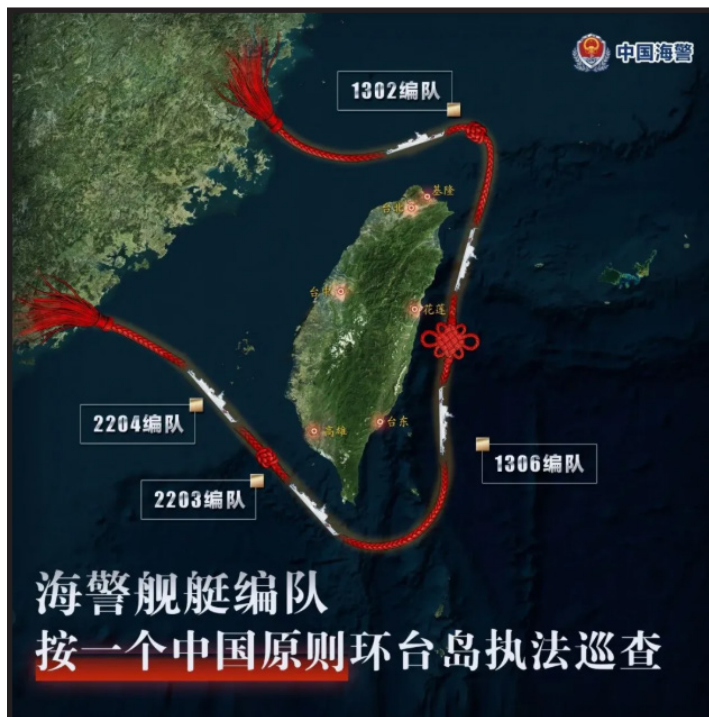 中国海警
1302编队
基隆
台北
台中
花莲
2204编队
高雄
台东
1306编队
2203编队
海警舰艇编队
按一个中国原则环台岛执法巡查